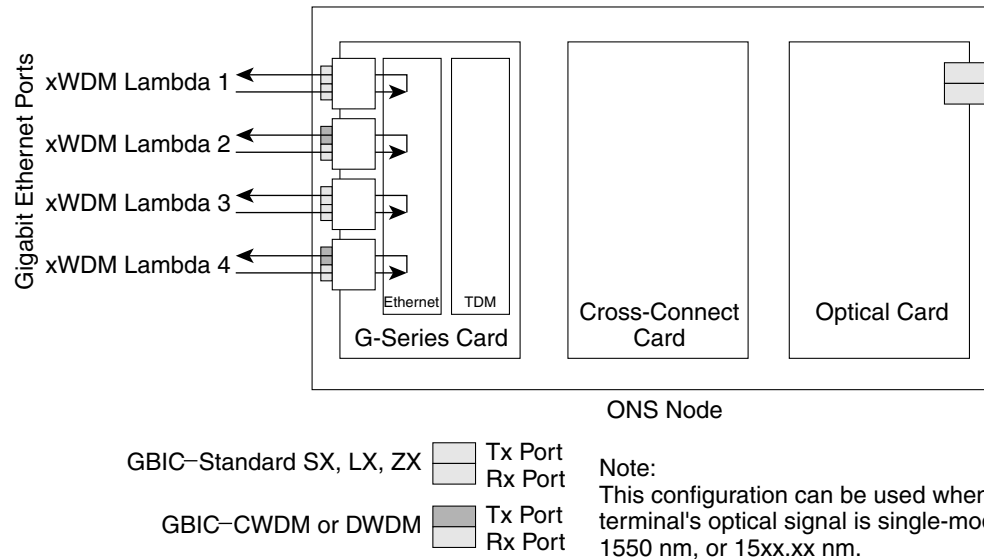 Gigabit Ethernet Ports
xWDM Lambda 1
xWDM Lambda 2
xWDM Lambda 3
xWDM Lambda 4
Ethernet
TDM
G-Series Card
Cross-Connect
Card
Optical Card
ONS Node
GBIC–Standard SX, LX, ZX
Tx Port
Rx Port
GBIC–CWDM or DWDM
Tx Port
Rx Port
Note:
This configuration can be used when
terminal's optical signal is single-mo
1550 nm, or 15xx.xx nm.